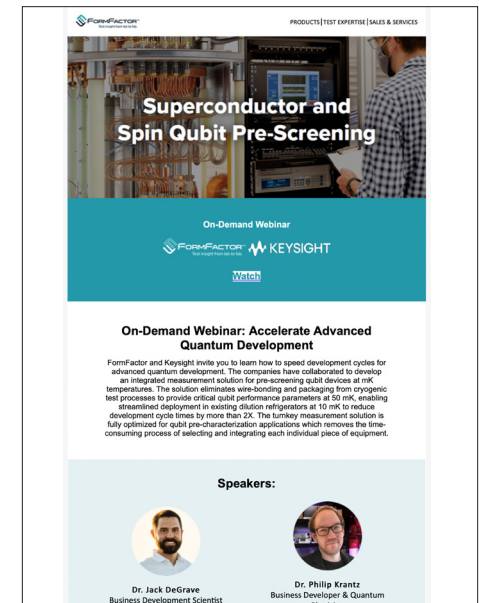 FORMFACTOR™
Test insight from lab to fab.
PRODUCTS | TEST EXPERTISE | SALES & SERVICES
Superconductor and
Spin Qubit Pre-Screening
On-Demand Webinar
FORMFACTOR™ KEYSIGHT
Test insight from lab to fab.
Watch
On-Demand Webinar: Accelerate Advanced
Quantum Development
FormFactor and Keysight invite you to learn how to speed development cycles for
advanced quantum development. The companies have collaborated to develop
an integrated measurement solution for pre-screening qubit devices at mK
temperatures. The solution eliminates wire-bonding and packaging from cryogenic
test processes to provide critical qubit performance parameters at 50 mK, enabling
streamlined deployment in existing dilution refrigerators at 10 mK to reduce
development cycle times by more than 2X. The turnkey measurement solution is
fully optimized for qubit pre-characterization applications which removes the time-
consuming process of selecting and integrating each individual piece of equipment.
Speakers:
Dr. Jack DeGrave
Business Development Scientist
Dr. Philip Krantz
Business Developer & Quantum